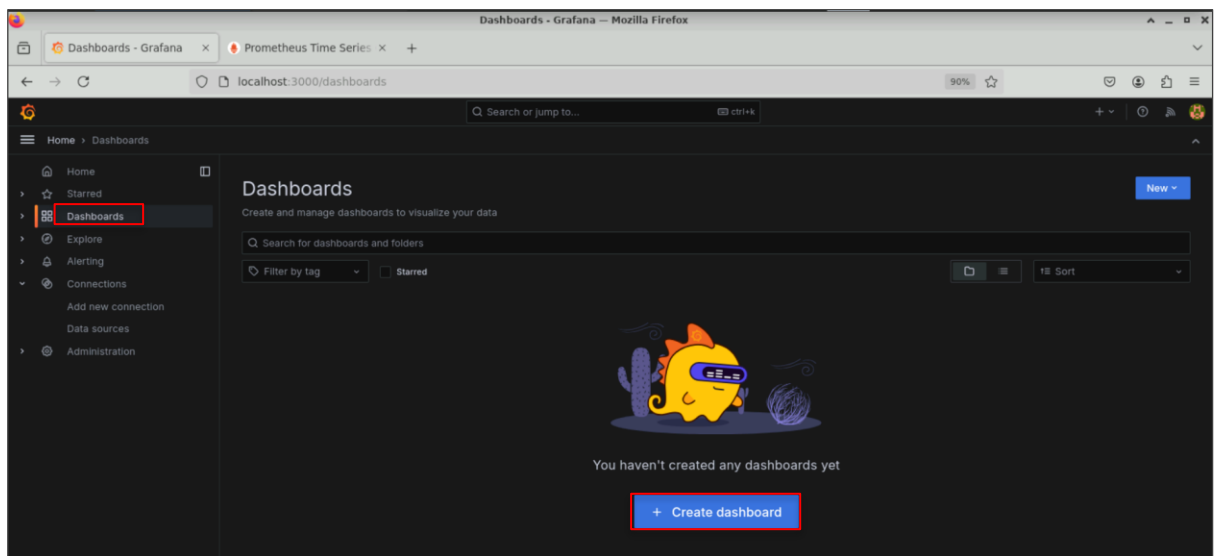 Dashboards - Grafana — Mozilla Firefox
Dashboards - Grafana
Prometheus Time Series
localhost:3000/dashboards
90%
Search or jump to...
ctrl+k
Home › Dashboards
Home
Starred
Dashboards
Explore
Alerting
Connections
Add new connection
Data sources
Administration
Dashboards
New
Create and manage dashboards to visualize your data
Search for dashboards and folders
Filter by tag
Starred
Sort
You haven't created any dashboards yet
+ Create dashboard